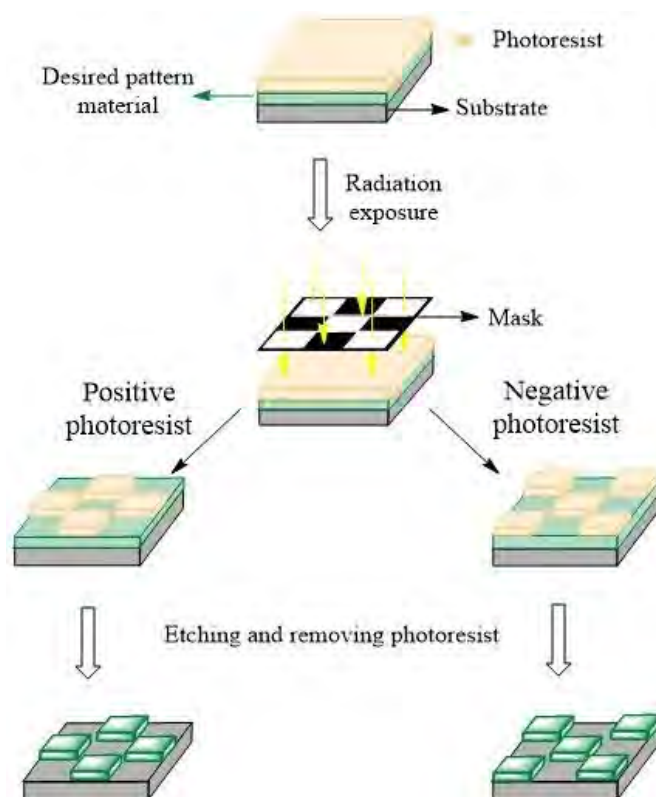 Photoresist
Desired pattern
material
Substrate
Radiation
exposure
Mask
Positive
photoresist
Negative
photoresist
Etching and removing photoresist